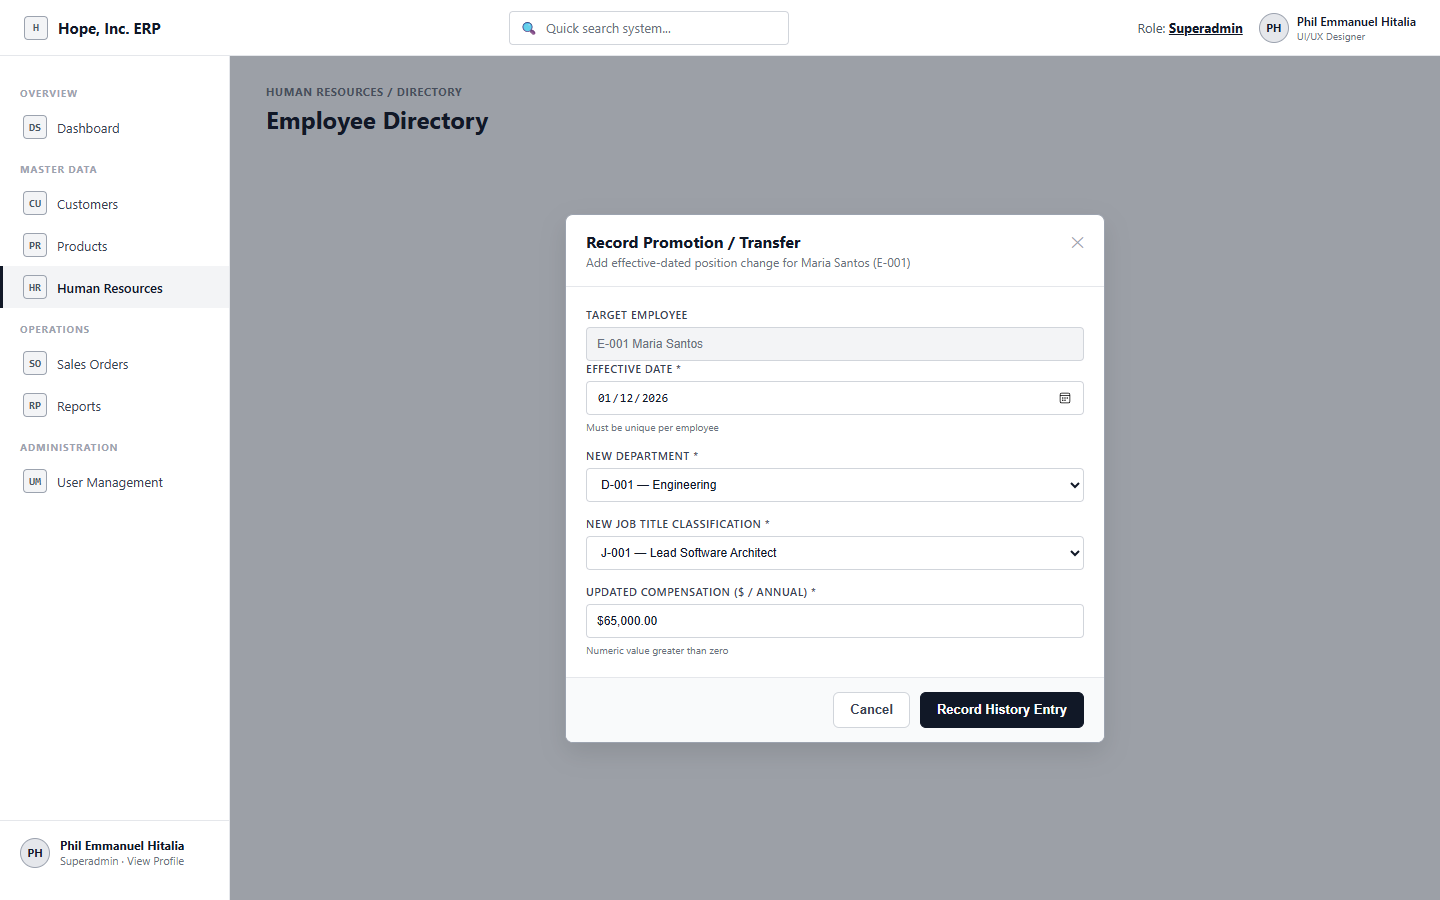 H
Hope, Inc. ERP
Quick search system...
Role: Superadmin
PH
Phil Emmanuel Hitalia
UI/UX Designer
OVERVIEW
DS Dashboard
MASTER DATA
CU Customers
PR Products
HR Human Resources
OPERATIONS
SO Sales Orders
RP Reports
ADMINISTRATION
UM User Management
PH
Phil Emmanuel Hitalia
Superadmin · View Profile
HUMAN RESOURCES / DIRECTORY
Employee Directory
Record Promotion / Transfer
Add effective-dated position change for Maria Santos (E-001)
TARGET EMPLOYEE
E-001 Maria Santos
EFFECTIVE DATE *
01/12/2026
Must be unique per employee
NEW DEPARTMENT *
D-001 — Engineering
NEW JOB TITLE CLASSIFICATION *
J-001 — Lead Software Architect
UPDATED COMPENSATION ($ / ANNUAL) *
$65,000.00
Numeric value greater than zero
Cancel
Record History Entry